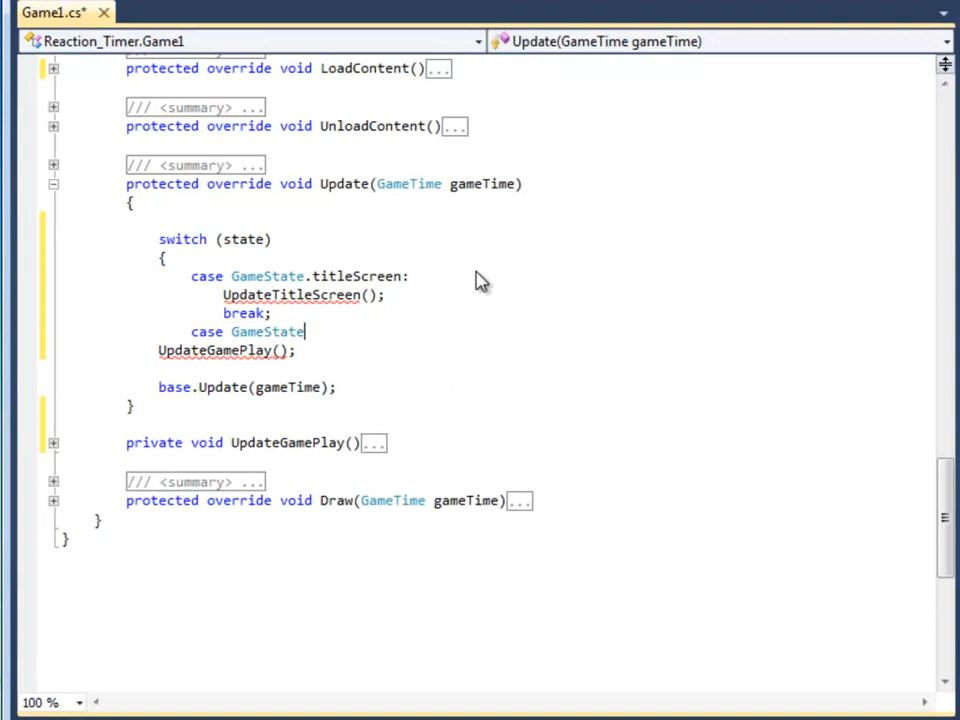 Game1.cs*
Reaction_Timer.Game1 Update(GameTime gameTime)
protected override void LoadContent()...
/// <summary> ...
protected override void UnloadContent()...
/// <summary> ...
protected override void Update(GameTime gameTime)
{
switch (state)
{
case GameState.titleScreen:
UpdateTitleScreen();
break;
case GameState
UpdateGamePlay();
base.Update(gameTime);
}
private void UpdateGamePlay()...
/// <summary> ...
protected override void Draw(GameTime gameTime)...
}
}
100 %